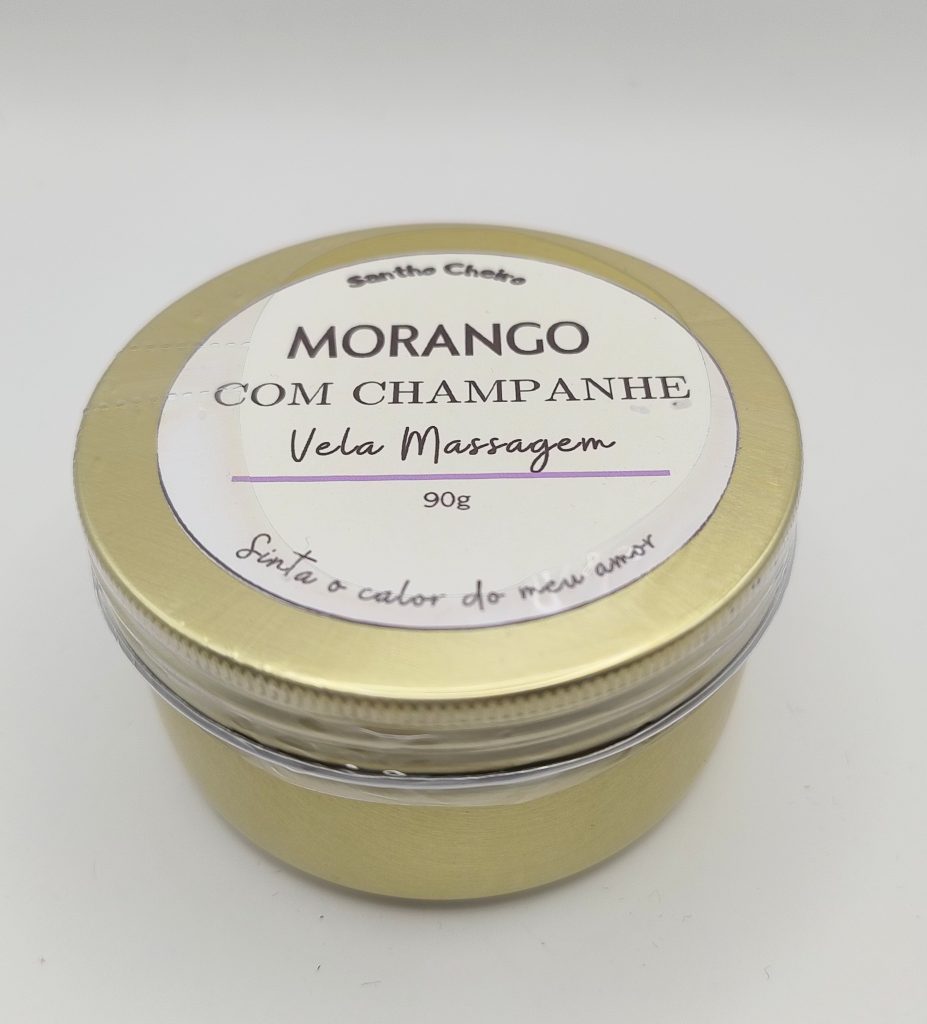 Santho Cheiro
MORANGO
COM CHAMPANHE
Vela Massagem
90g
Sinta o calor do meu amor